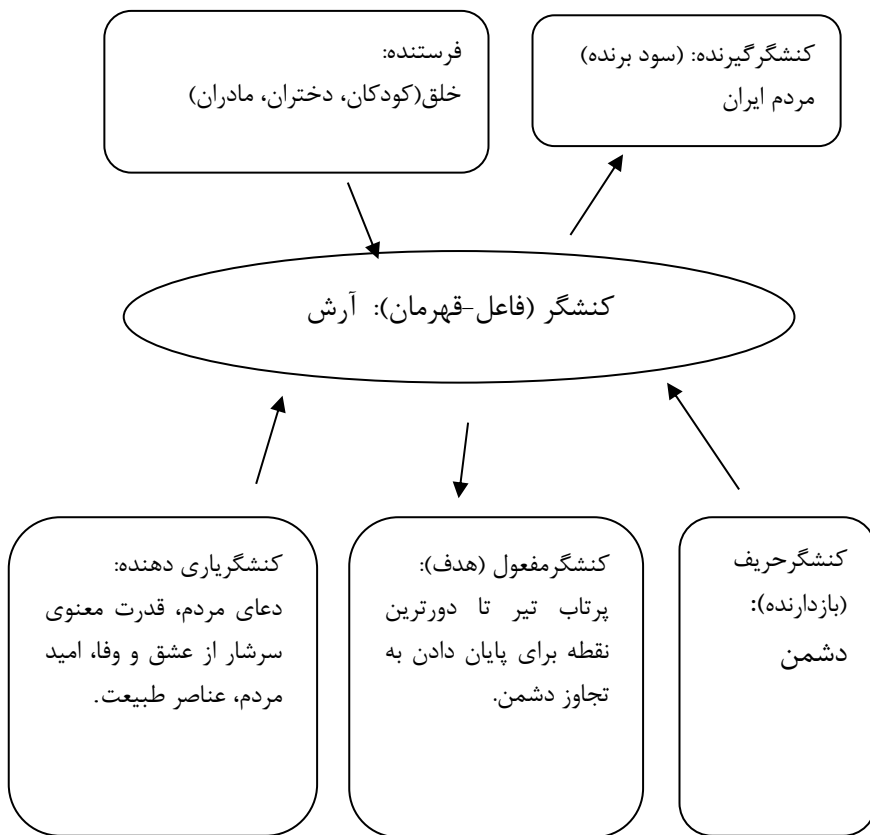 کنشگرگیرنده: (سود برنده)
مردم ایران
فرستنده:
خلق(کودکان، دختران، مادران)
کنشگر (فاعل-قهرمان): آرش
کنشگرحریف
(بازدارنده):
دشمن
کنشگرمفعول (هدف):
پرتاب تیر تا دورترین
نقطه برای پایان دادن به
تجاوز دشمن.
کنشگریاری دهنده:
دعای مردم، قدرت معنوی
سرشار از عشق و وفا، امید
مردم، عناصر طبیعت.